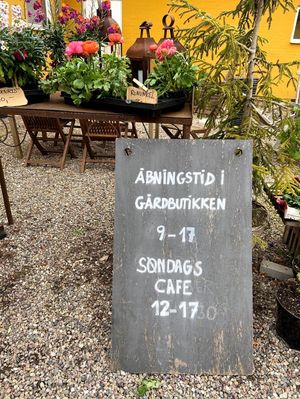 ÅBNINGSTID I
GÅRDBUTIKKEN
9-17
SØNDAGS
CAFE
12-17